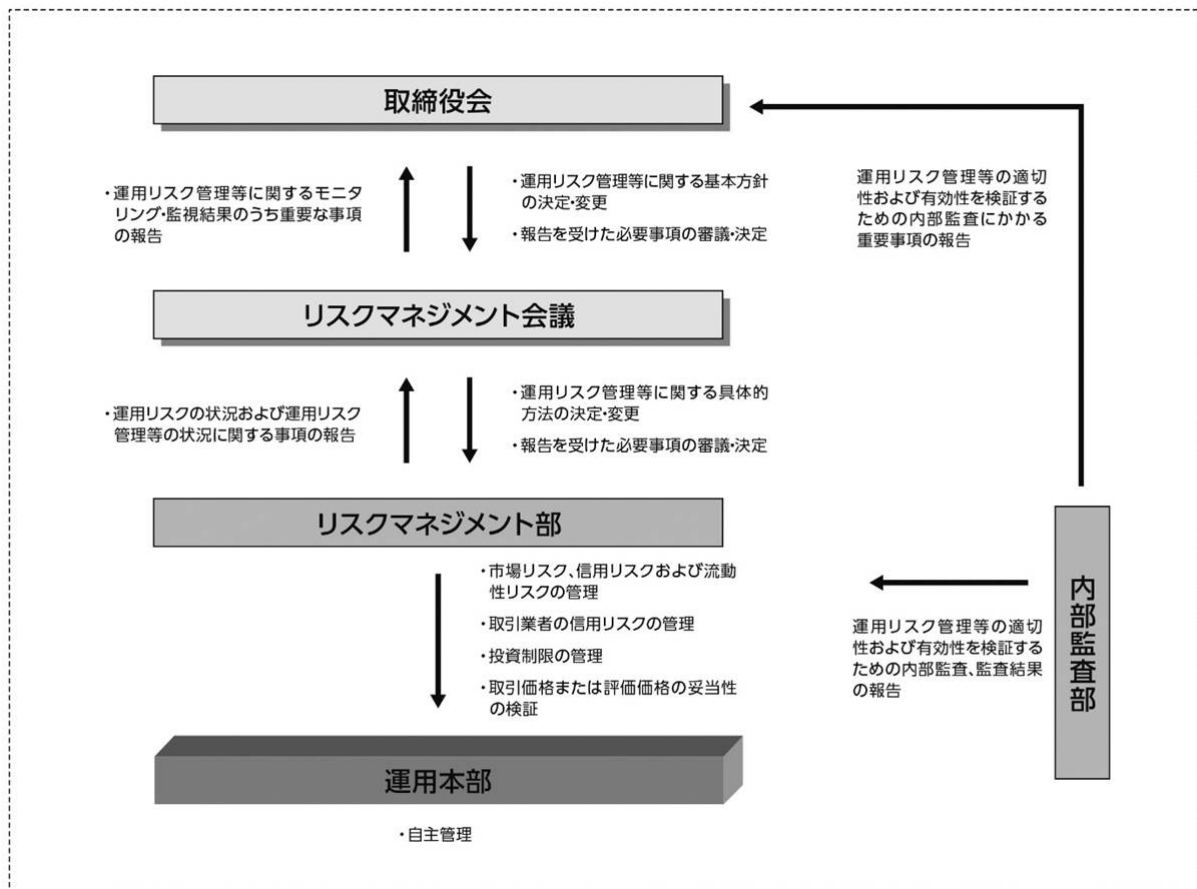 取締役会
・運用リスク管理等に関するモニタ
リング・監視結果のうち重要な事項
の報告
・運用リスク管理等に関する基本方針
の決定・変更
・報告を受けた必要事項の審議・決定
運用リスク管理等の適切
性および有効性を検証する
ための内部監査にかかる
重要事項の報告
リスクマネジメント会議
・運用リスクの状況および運用リスク
管理等の状況に関する事項の報告
・運用リスク管理等に関する具体的
方法の決定・変更
・報告を受けた必要事項の審議・決定
リスクマネジメント部
・市場リスク、信用リスクおよび流動
性リスクの管理
・取引業者の信用リスクの管理
・投資制限の管理
・取引価格または評価価格の妥当性
の検証
運用リスク管理等の適切
性および有効性を検証する
ための内部監査、監査結果
の報告
内部監査部
運用本部
・自主管理